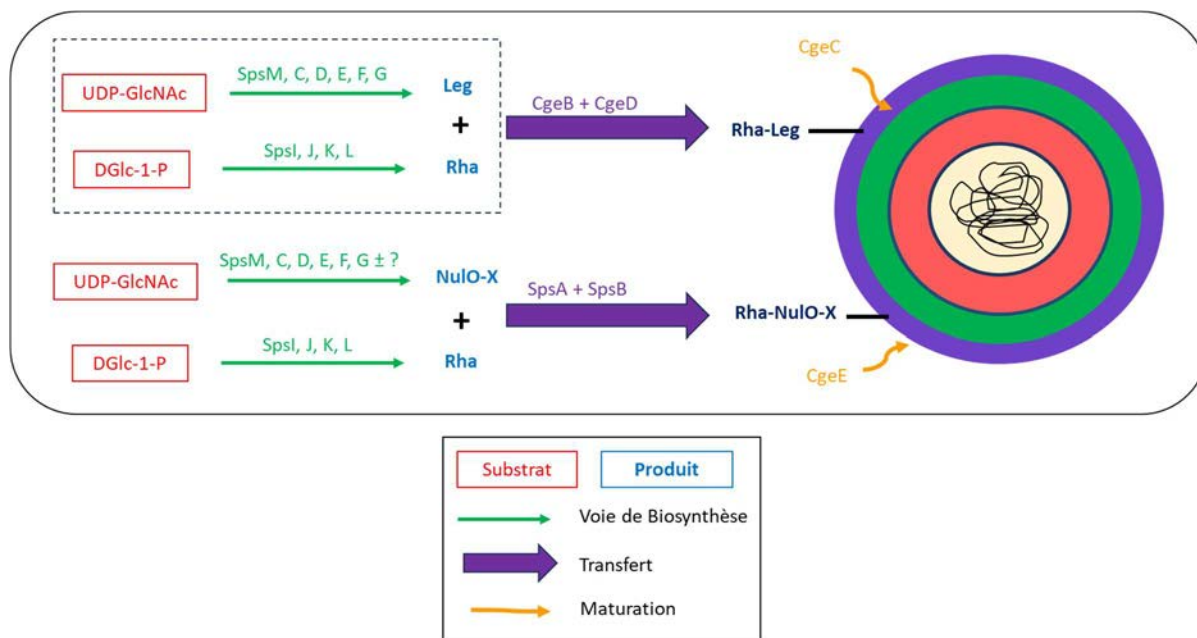 CgeC
SpsM, C, D, E, F, G
UDP-GlcNAc
Leg
CgeB + CgeD
+
Rha-Leg
SpsI, J, K, L
DGlc-1-P
Rha
SpsM, C, D, E, F, G ± ?
UDP-GlcNAc
NulO-X
SpsA + SpsB
+
Rha-NulO-X
SpsI, J, K, L
DGlc-1-P
Rha
CgeE
Substrat
Produit
Voie de Biosynthèse
Transfert
Maturation